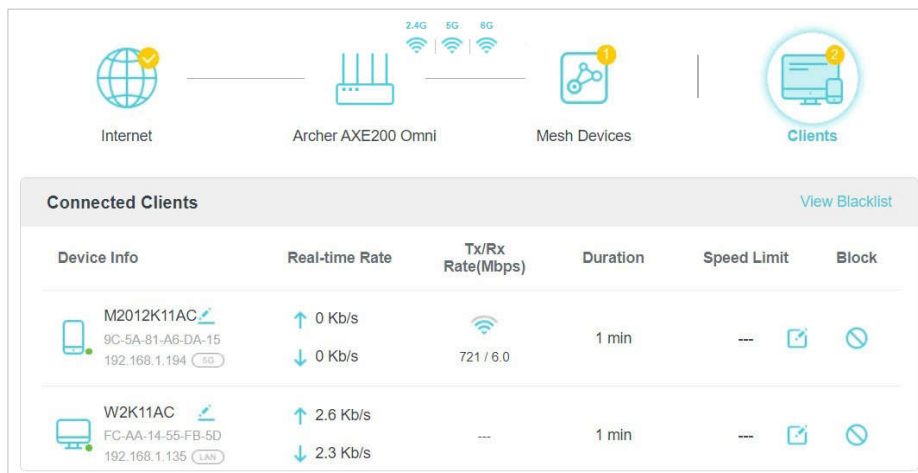 2.4G 5G 6G
1
2
Internet
Archer AXE200 Omni
Mesh Devices
Clients
Connected Clients
View Blacklist
Device Info
Real-time Rate
Tx/Rx
Rate(Mbps)
Duration
Speed Limit
Block
M2012K11AC
9C-5A-81-A6-DA-15
192.168.1.194 5G
↑ 0 Kb/s
↓ 0 Kb/s
721 / 6.0
1 min
---
W2K11AC
FC-AA-14-55-FB-5D
192.168.1.135 LAN
↑ 2.6 Kb/s
↓ 2.3 Kb/s
---
1 min
---